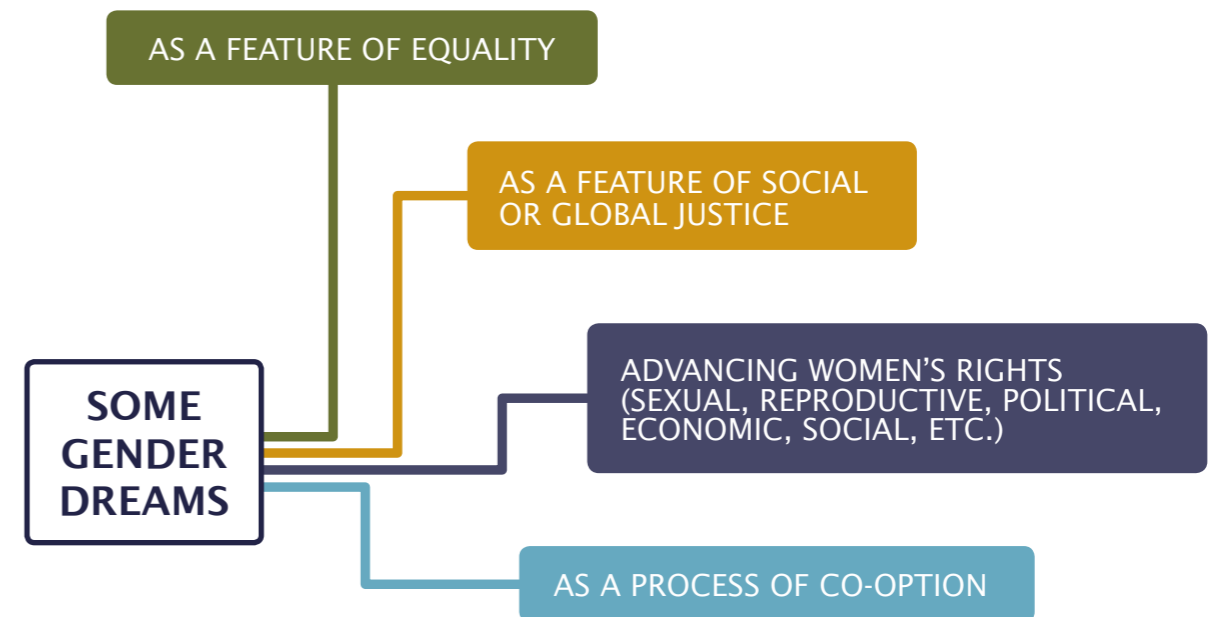 AS A FEATURE OF EQUALITY
AS A FEATURE OF SOCIAL
OR GLOBAL JUSTICE
ADVANCING WOMEN’S RIGHTS
(SEXUAL, REPRODUCTIVE, POLITICAL,
ECONOMIC, SOCIAL, ETC.)
SOME
GENDER
DREAMS
AS A PROCESS OF CO-OPTION